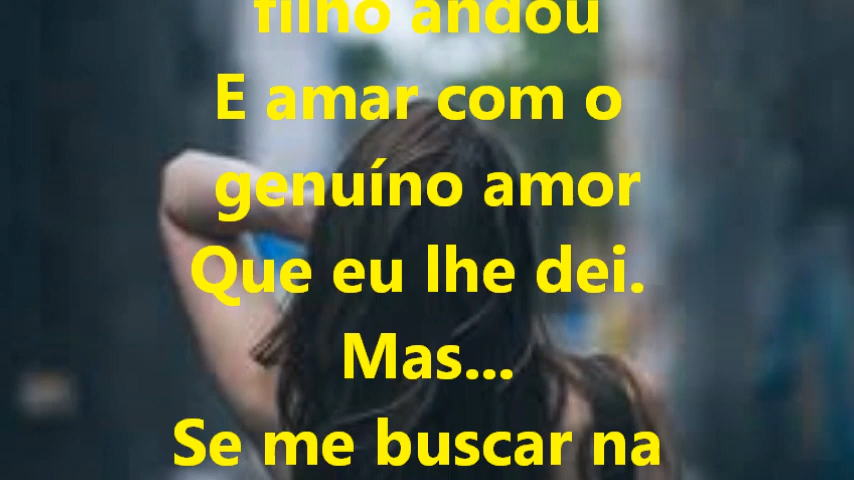 filho andou
E amar com o
genuíno amor
Que eu lhe dei.
Mas...
Se me buscar na